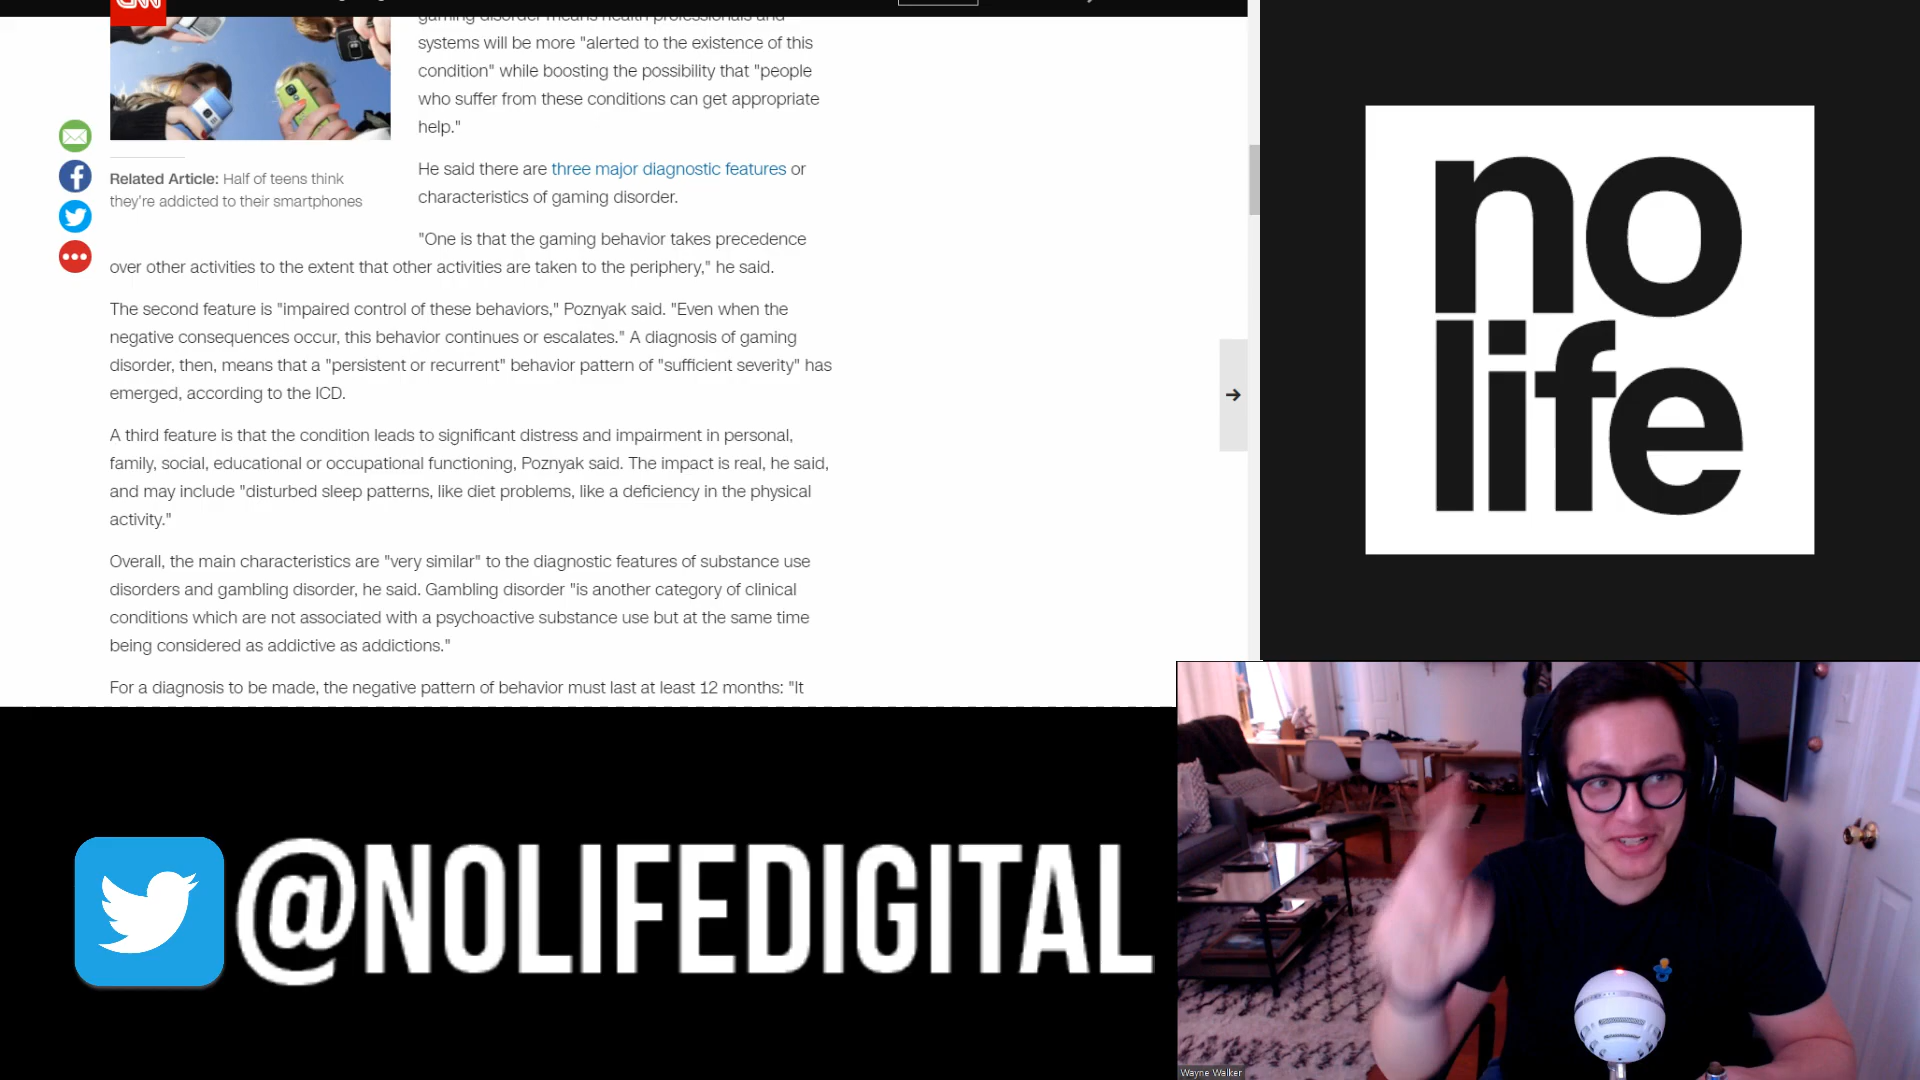 CNN
gaming disorder means health professionals and
systems will be more "alerted to the existence of this
condition" while boosting the possibility that "people
who suffer from these conditions can get appropriate
help."
He said there are three major diagnostic features or
characteristics of gaming disorder.
Related Article: Half of teens think
they're addicted to their smartphones
"One is that the gaming behavior takes precedence
over other activities to the extent that other activities are taken to the periphery," he said.
The second feature is "impaired control of these behaviors," Poznyak said. "Even when the
negative consequences occur, this behavior continues or escalates." A diagnosis of gaming
disorder, then, means that a "persistent or recurrent" behavior pattern of "sufficient severity" has
emerged, according to the ICD.
A third feature is that the condition leads to significant distress and impairment in personal,
family, social, educational or occupational functioning, Poznyak said. The impact is real, he said,
and may include "disturbed sleep patterns, like diet problems, like a deficiency in the physical
activity."
Overall, the main characteristics are "very similar" to the diagnostic features of substance use
disorders and gambling disorder, he said. Gambling disorder "is another category of clinical
conditions which are not associated with a psychoactive substance use but at the same time
being considered as addictive as addictions."
For a diagnosis to be made, the negative pattern of behavior must last at least 12 months: "It
no
life
@NOLIFEDIGITAL
Wayne Walker